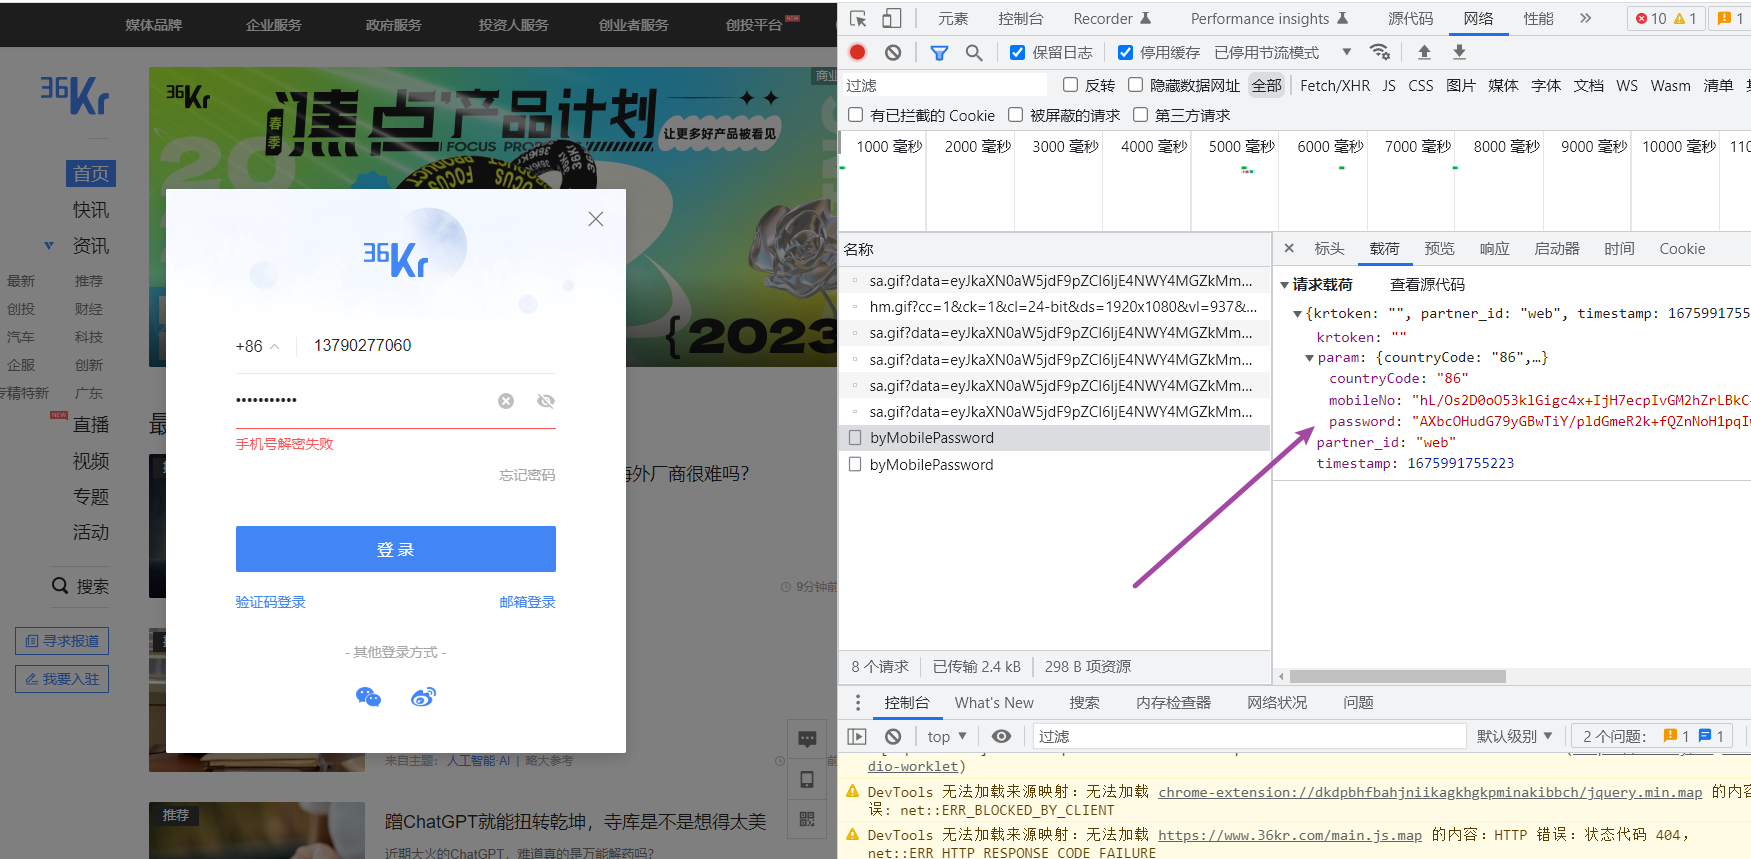 媒体品牌 企业服务 政府服务 投资人服务 创业者服务 创投平台 NEW
36Kr
首页
快讯
资讯
最新 推荐
创投 财经
汽车 科技
企服 创新
专精特新 广东
NEW
直播
视频
专题
活动
搜索
寻求报道
我要入驻
36Kr
商业
春季
"焦点"产品计划
FOCUS PRO
让更多好产品被看见
{2023
36Kr
+86 13790277060
•••••••••••
手机号解密失败
忘记密码
登录
验证码登录 邮箱登录
- 其他登录方式 -
最
海外厂商很难吗？
9分钟前
来自主题： 人工智能·AI | 略大参考
前
推荐
蹭ChatGPT就能扭转乾坤，寺库是不是想得太美
近期大火的ChatGPT，难道真的是万能解药吗？
元素 控制台 Recorder Performance insights 源代码 网络 性能 » 10 1 1
保留日志 停用缓存 已停用节流模式
过滤 反转 隐藏数据网址 全部 Fetch/XHR JS CSS 图片 媒体 字体 文档 WS Wasm 清单
有已拦截的 Cookie 被屏蔽的请求 第三方请求
1000 毫秒 2000 毫秒 3000 毫秒 4000 毫秒 5000 毫秒 6000 毫秒 7000 毫秒 8000 毫秒 9000 毫秒 10000 毫秒 110
名称
sa.gif?data=eyJkaXN0aW5jdF9pZCI6IjE4NWY4MGZkMm...
hm.gif?cc=1&ck=1&cl=24-bit&ds=1920x1080&vl=937&...
sa.gif?data=eyJkaXN0aW5jdF9pZCI6IjE4NWY4MGZkMm...
sa.gif?data=eyJkaXN0aW5jdF9pZCI6IjE4NWY4MGZkMm...
sa.gif?data=eyJkaXN0aW5jdF9pZCI6IjE4NWY4MGZkMm...
sa.gif?data=eyJkaXN0aW5jdF9pZCI6IjE4NWY4MGZkMm...
byMobilePassword
byMobilePassword
8 个请求 已传输 2.4 kB 298 B 项资源
× 标头 载荷 预览 响应 启动器 时间 Cookie
▼请求载荷 查看源代码
▼{krtoken: "", partner_id: "web", timestamp: 1675991755
krtoken: ""
▼param: {countryCode: "86",…}
countryCode: "86"
mobileNo: "hL/Os2D0oO53klGigc4x+IjH7ecpIvGM2hZrLBkC
password: "AXbcOHudG79yGBwTiY/pldGmeR2k+fQZnNoH1pqI
partner_id: "web"
timestamp: 1675991755223
控制台 What's New 搜索 内存检查器 网络状况 问题
top ▼ 过滤 默认级别 ▼ 2 个问题： 1 1
dio-worklet)
DevTools 无法加载来源映射：无法加载 chrome-extension://dkdpbhfbahjniikagkhgkpminakibbch/jquery.min.map 的内容
误: net::ERR_BLOCKED_BY_CLIENT
DevTools 无法加载来源映射：无法加载 https://www.36kr.com/main.js.map 的内容：HTTP 错误：状态代码 404，
net::ERR_HTTP_RESPONSE_CODE_FAILURE